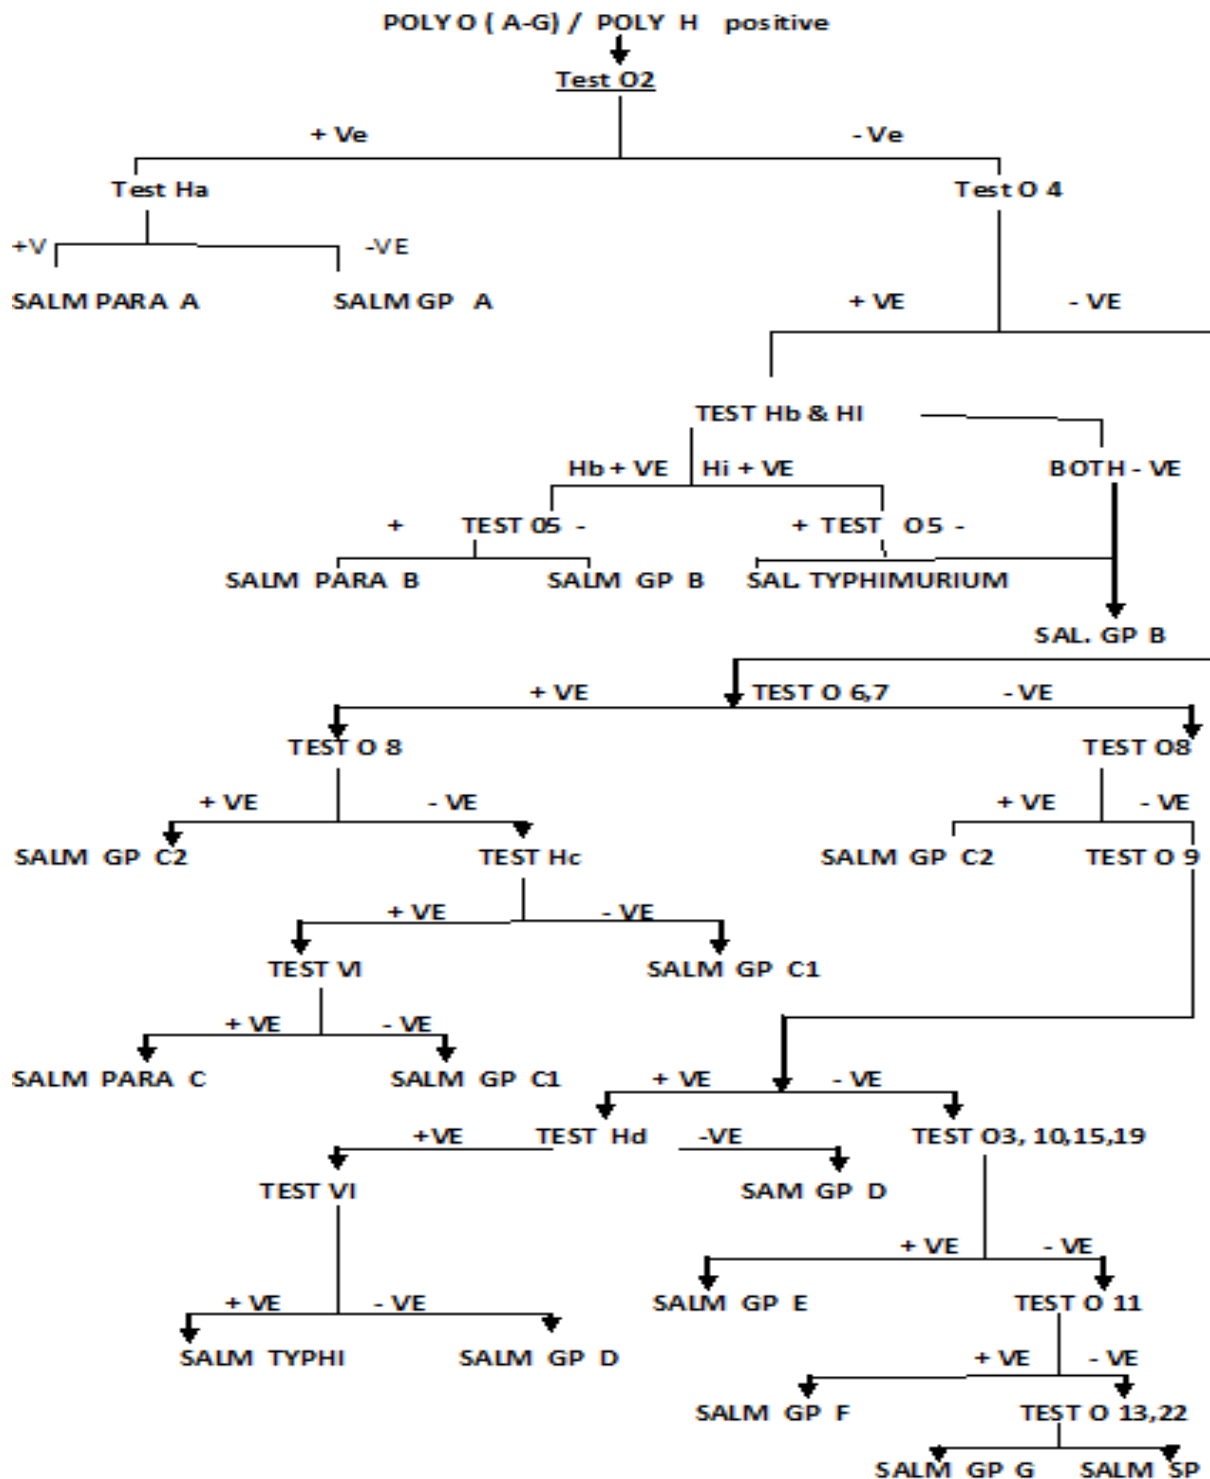 POLY O ( A-G) / POLY H positive
Test O2
+ Ve - Ve
Test Ha Test O 4
+V -VE
SALM PARA A SALM GP A
+ VE - VE
TEST Hb & HI
Hb + VE Hi + VE BOTH - VE
+ TEST 05 - + TEST O5 -
SALM PARA B SALM GP B SAL. TYPHIMURIUM
SAL. GP B
+ VE TEST O 6,7 - VE
TEST O 8 TEST O8
+ VE - VE + VE - VE
SALM GP C2 TEST Hc SALM GP C2 TEST O 9
+ VE - VE
TEST VI SALM GP C1
+ VE - VE
SALM PARA C SALM GP C1 + VE - VE
+VE TEST Hd -VE TEST O3, 10,15,19
TEST VI SAM GP D
+ VE - VE
+ VE - VE SALM GP E TEST O 11
SALM TYPHI SALM GP D
+ VE - VE
SALM GP F TEST O 13,22
SALM GP G SALM SP